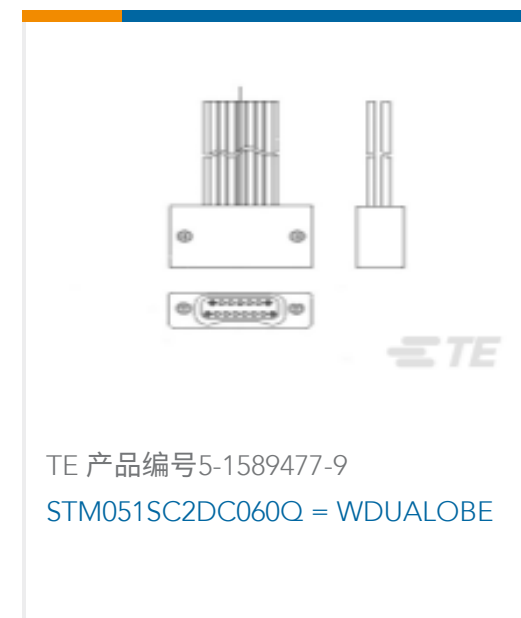 TE
TE 产品编号5-1589477-9
STM051SC2DC060Q = WDUALOBE